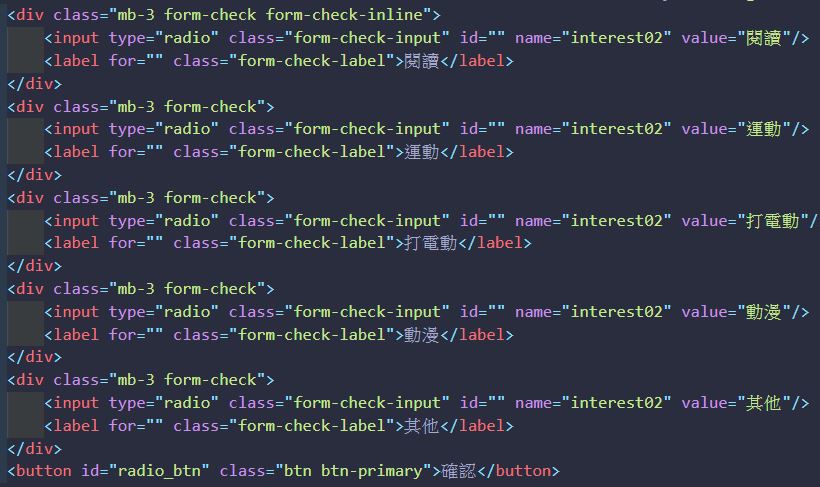 <div class="mb-3 form-check form-check-inline">
<input type="radio" class="form-check-input" id="" name="interest02" value="閱讀"/>
<label for="" class="form-check-label">閱讀</label>
</div>
<div class="mb-3 form-check">
<input type="radio" class="form-check-input" id="" name="interest02" value="運動"/>
<label for="" class="form-check-label">運動</label>
</div>
<div class="mb-3 form-check">
<input type="radio" class="form-check-input" id="" name="interest02" value="打電動"/
<label for="" class="form-check-label">打電動</label>
</div>
<div class="mb-3 form-check">
<input type="radio" class="form-check-input" id="" name="interest02" value="動漫"/>
<label for="" class="form-check-label">動漫</label>
</div>
<div class="mb-3 form-check">
<input type="radio" class="form-check-input" id="" name="interest02" value="其他"/>
<label for="" class="form-check-label">其他</label>
</div>
<button id="radio_btn" class="btn btn-primary">確認</button>